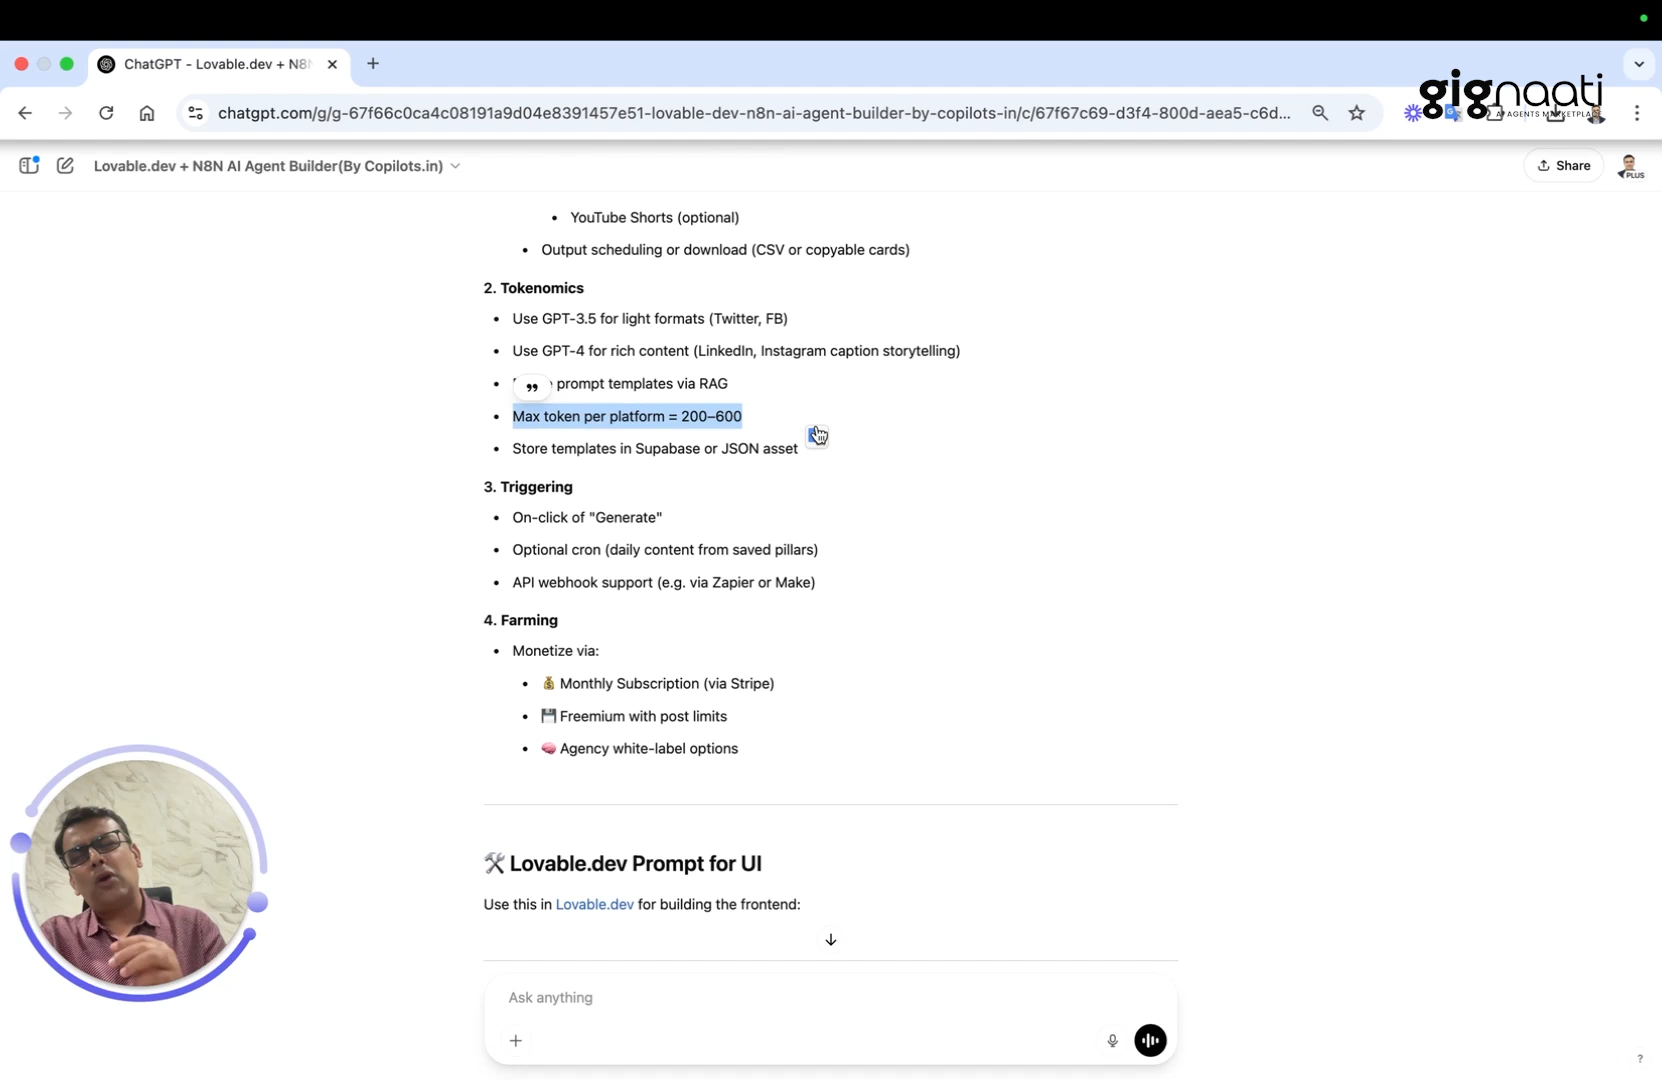 ChatGPT - Lovable.dev + N8N
gignaati
AI AGENTS MARKETPLAC
chatgpt.com/g/g-67f66c0ca4c08191a9d04e8391457e51-lovable-dev-n8n-ai-agent-builder-by-copilots-in/c/67f67c69-d3f4-800d-aea5-c6d...
Lovable.dev + N8N AI Agent Builder(By Copilots.in)
Share
PLUS
• YouTube Shorts (optional)
• Output scheduling or download (CSV or copyable cards)
2. Tokenomics
• Use GPT-3.5 for light formats (Twitter, FB)
• Use GPT-4 for rich content (LinkedIn, Instagram caption storytelling)
• prompt templates via RAG
• Max token per platform = 200–600
• Store templates in Supabase or JSON asset
3. Triggering
• On-click of "Generate"
• Optional cron (daily content from saved pillars)
• API webhook support (e.g. via Zapier or Make)
4. Farming
• Monetize via:
• 💰 Monthly Subscription (via Stripe)
• 💾 Freemium with post limits
• 🧠 Agency white-label options
🛠 Lovable.dev Prompt for UI
Use this in Lovable.dev for building the frontend:
Ask anything
?